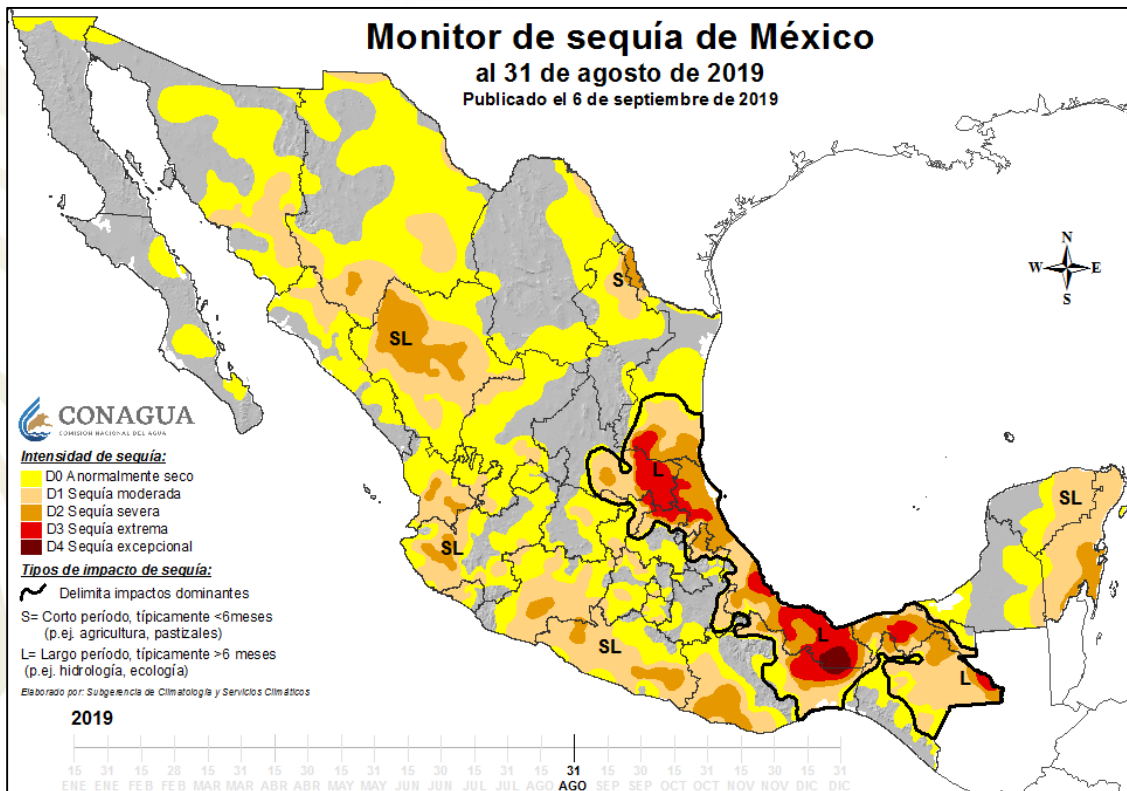 Monitor de sequía de México
al 31 de agosto de 2019
Publicado el 6 de septiembre de 2019
N
W E
S
S
SL
L
SL
SL
SL
L
L
CONAGUA
COMISIÓN NACIONAL DEL AGUA
Intensidad de sequía:
D0 Anormalmente seco
D1 Sequía moderada
D2 Sequía severa
D3 Sequía extrema
D4 Sequía excepcional
Tipos de impacto de sequía:
Delimita impactos dominantes
S= Corto período, típicamente <6meses
(p.ej. agricultura, pastizales)
L= Largo período, típicamente >6 meses
(p.ej. hidrología, ecología)
Elaborado por: Subgerencia de Climatología y Servicios Climáticos
2019
15 31 15 28 15 31 15 30 15 31 15 30 15 31 15 31 15 30 15 31 15 30 15 31
ENE ENE FEB FEB MAR MAR ABR ABR MAY MAY JUN JUN JUL JUL AGO AGO SEP SEP OCT OCT NOV NOV DIC DIC